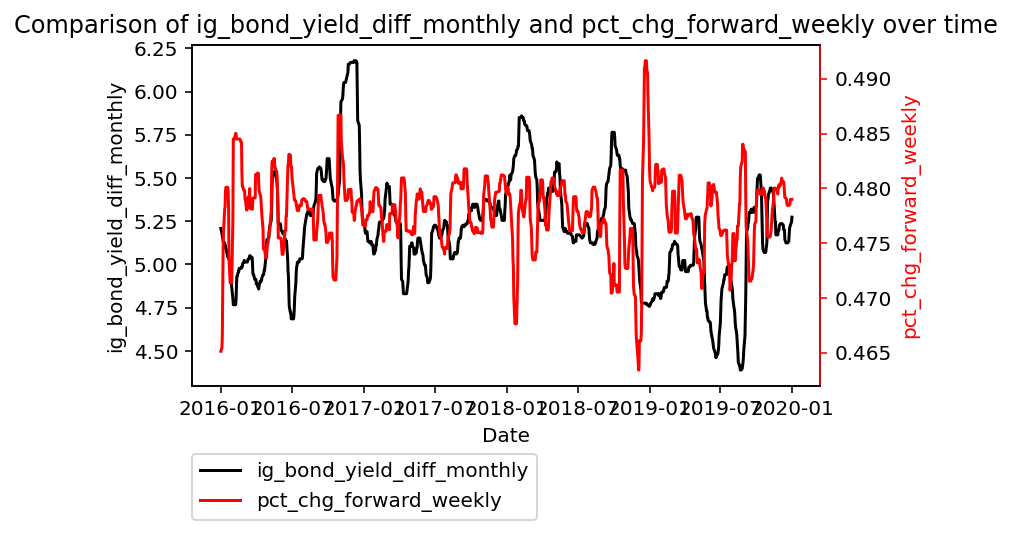 Comparison of ig_bond_yield_diff_monthly and pct_chg_forward_weekly over time
6.25
6.00
5.75
5.50
5.25
5.00
4.75
4.50
ig_bond_yield_diff_monthly
0.490
0.485
0.480
0.475
0.470
0.465
pct_chg_forward_weekly
2016-01 2016-07 2017-01 2017-07 2018-01 2018-07 2019-01 2019-07 2020-01
Date
ig_bond_yield_diff_monthly
pct_chg_forward_weekly